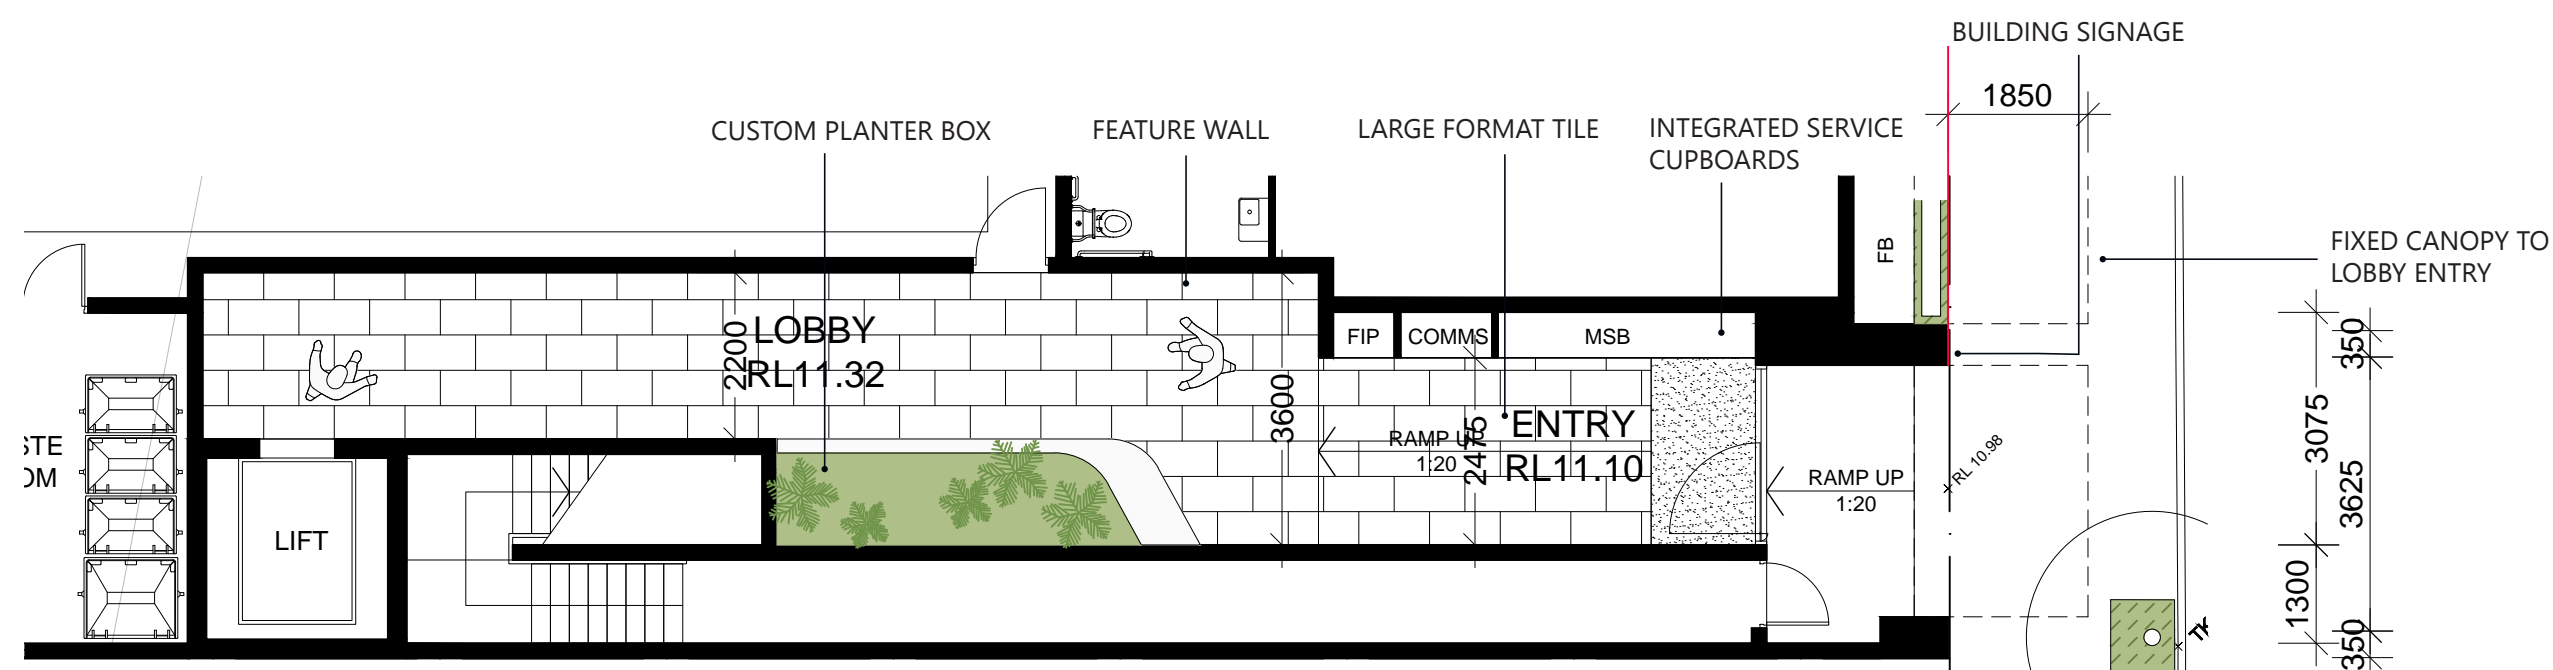 BUILDING SIGNAGE
1850
CUSTOM PLANTER BOX
FEATURE WALL
LARGE FORMAT TILE
INTEGRATED SERVICE
CUPBOARDS
FIXED CANOPY TO
LOBBY ENTRY
FB
LOBBY
RL11.32
2200
3600
FIP
COMMS
MSB
ENTRY
RL11.10
RAMP UP
1:20
2475
RAMP UP
1:20
RL 10.98
350
3075
3625
1300
350
STE
OM
LIFT
TK